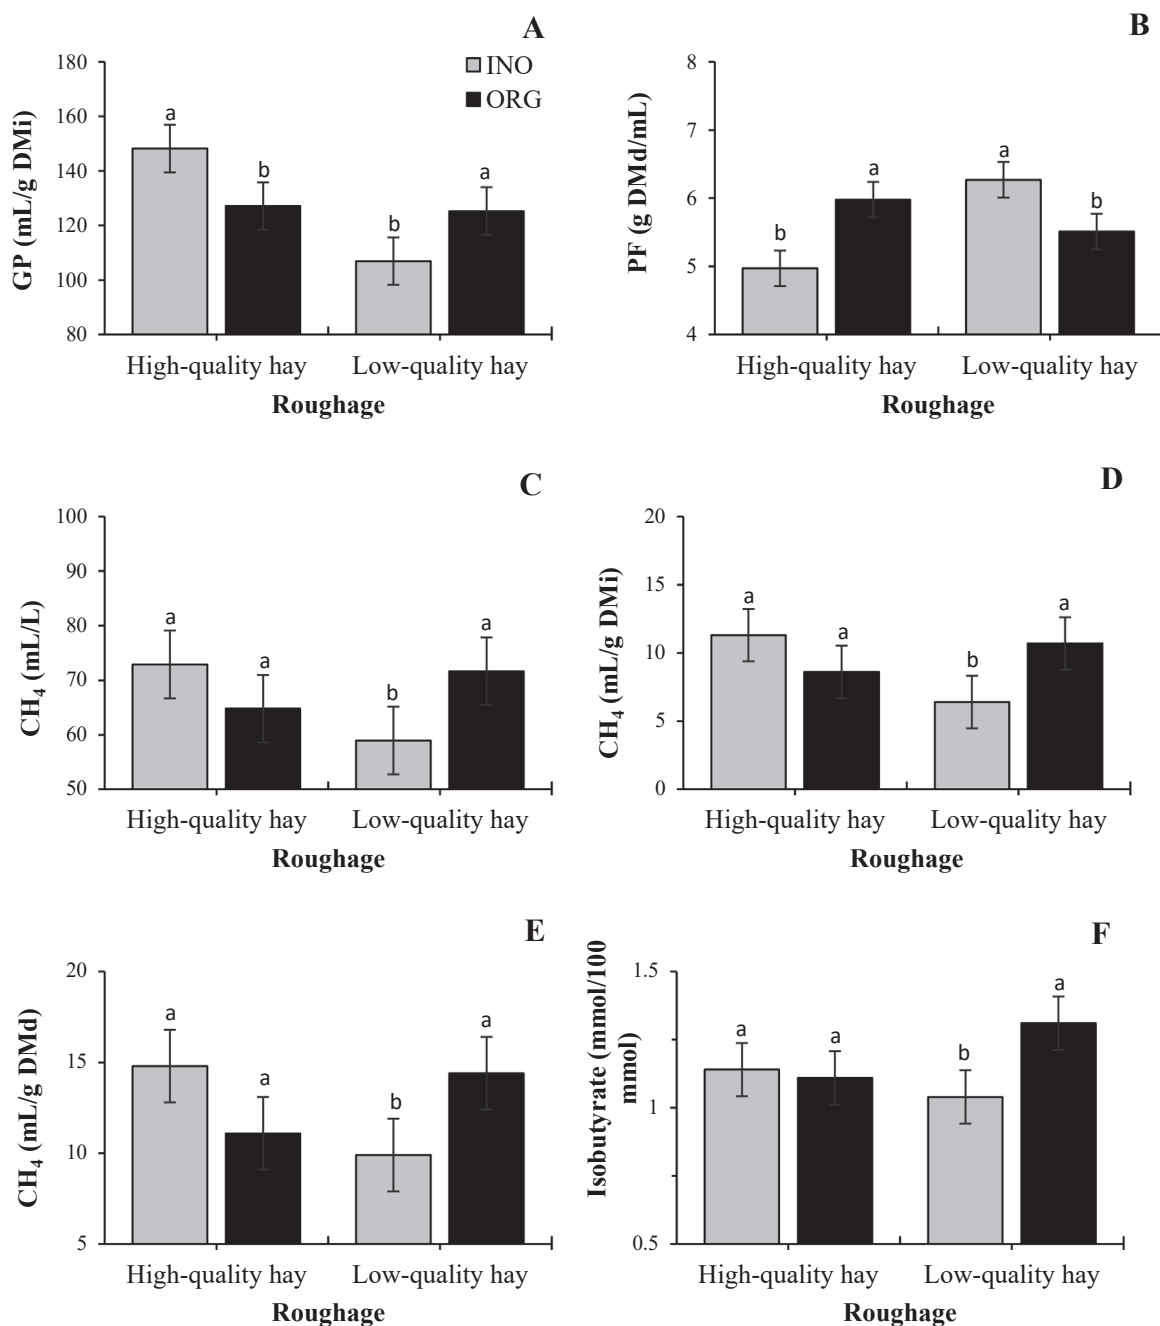 A
GP (mL/g DMi)
180
160
140
120
100
80
INO
ORG
a
b
b
a
High-quality hay
Low-quality hay
Roughage
B
PF (g DMd/mL)
8
7
6
5
4
b
a
a
b
High-quality hay
Low-quality hay
Roughage
C
CH₄ (mL/L)
100
90
80
70
60
50
a
a
b
a
High-quality hay
Low-quality hay
Roughage
D
CH₄ (mL/g DMi)
20
15
10
5
0
a
a
b
a
High-quality hay
Low-quality hay
Roughage
E
CH₄ (mL/g DMd)
20
15
10
5
a
a
b
a
High-quality hay
Low-quality hay
Roughage
F
Isobutyrate (mmol/100
mmol)
1.5
1
0.5
a
a
b
a
High-quality hay
Low-quality hay
Roughage